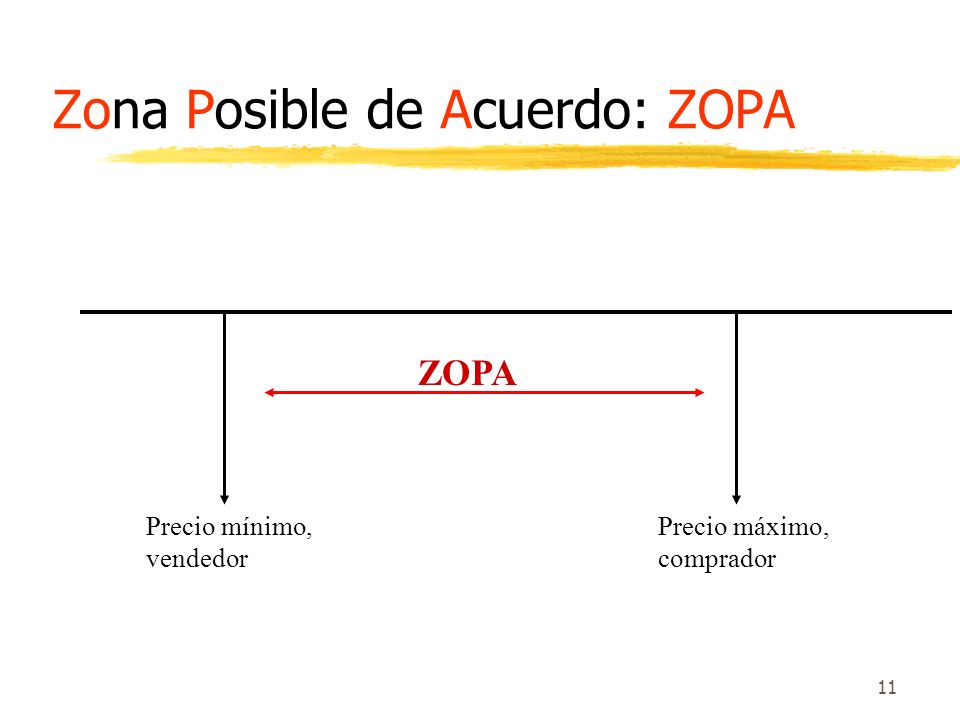 Zona Posible de Acuerdo: ZOPA
ZOPA
Precio mínimo,
vendedor
Precio máximo,
comprador
11